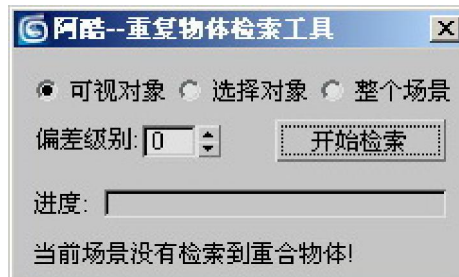 阿酷--重复物体检索工具
可视对象 选择对象 整个场景
偏差级别: 0 开始检索
进度:
当前场景没有检索到重合物体!